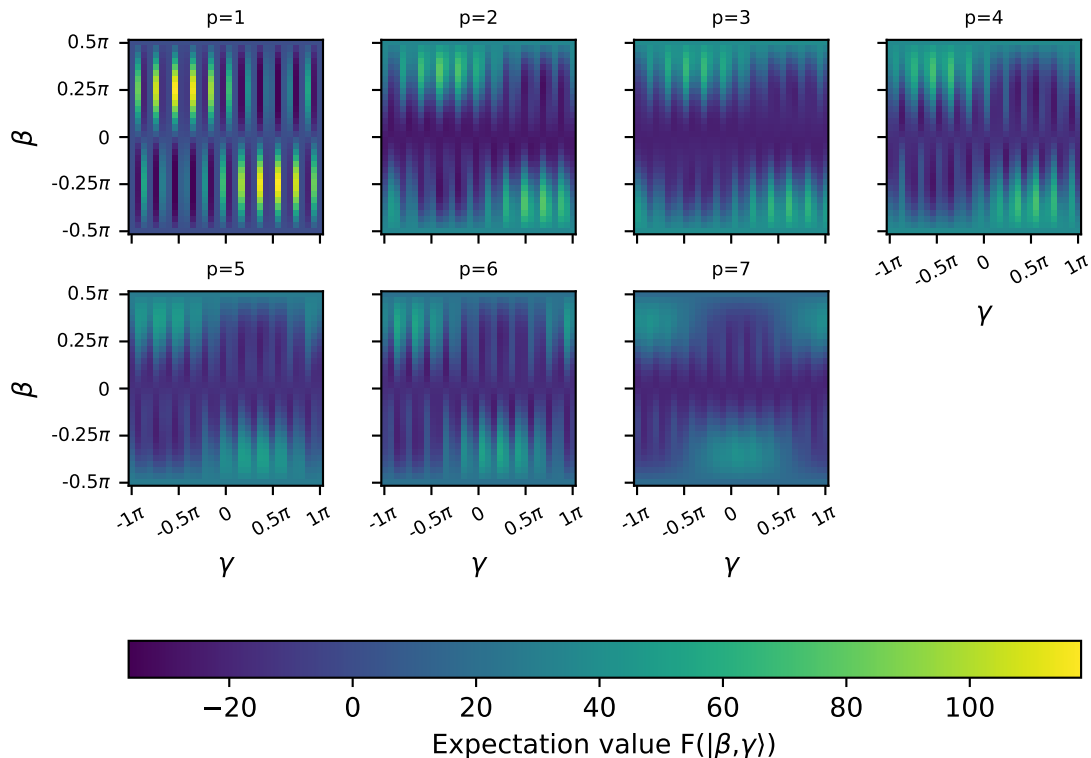 p=1 p=2 p=3 p=4
0.5π
0.25π
0
-0.25π
-0.5π
β
-1π -0.5π 0 0.5π 1π
γ
p=5 p=6 p=7
0.5π
0.25π
0
-0.25π
-0.5π
β
-1π -0.5π 0 0.5π 1π -1π -0.5π 0 0.5π 1π -1π -0.5π 0 0.5π 1π
γ γ γ
−20 0 20 40 60 80 100
Expectation value F(|β,γ⟩)